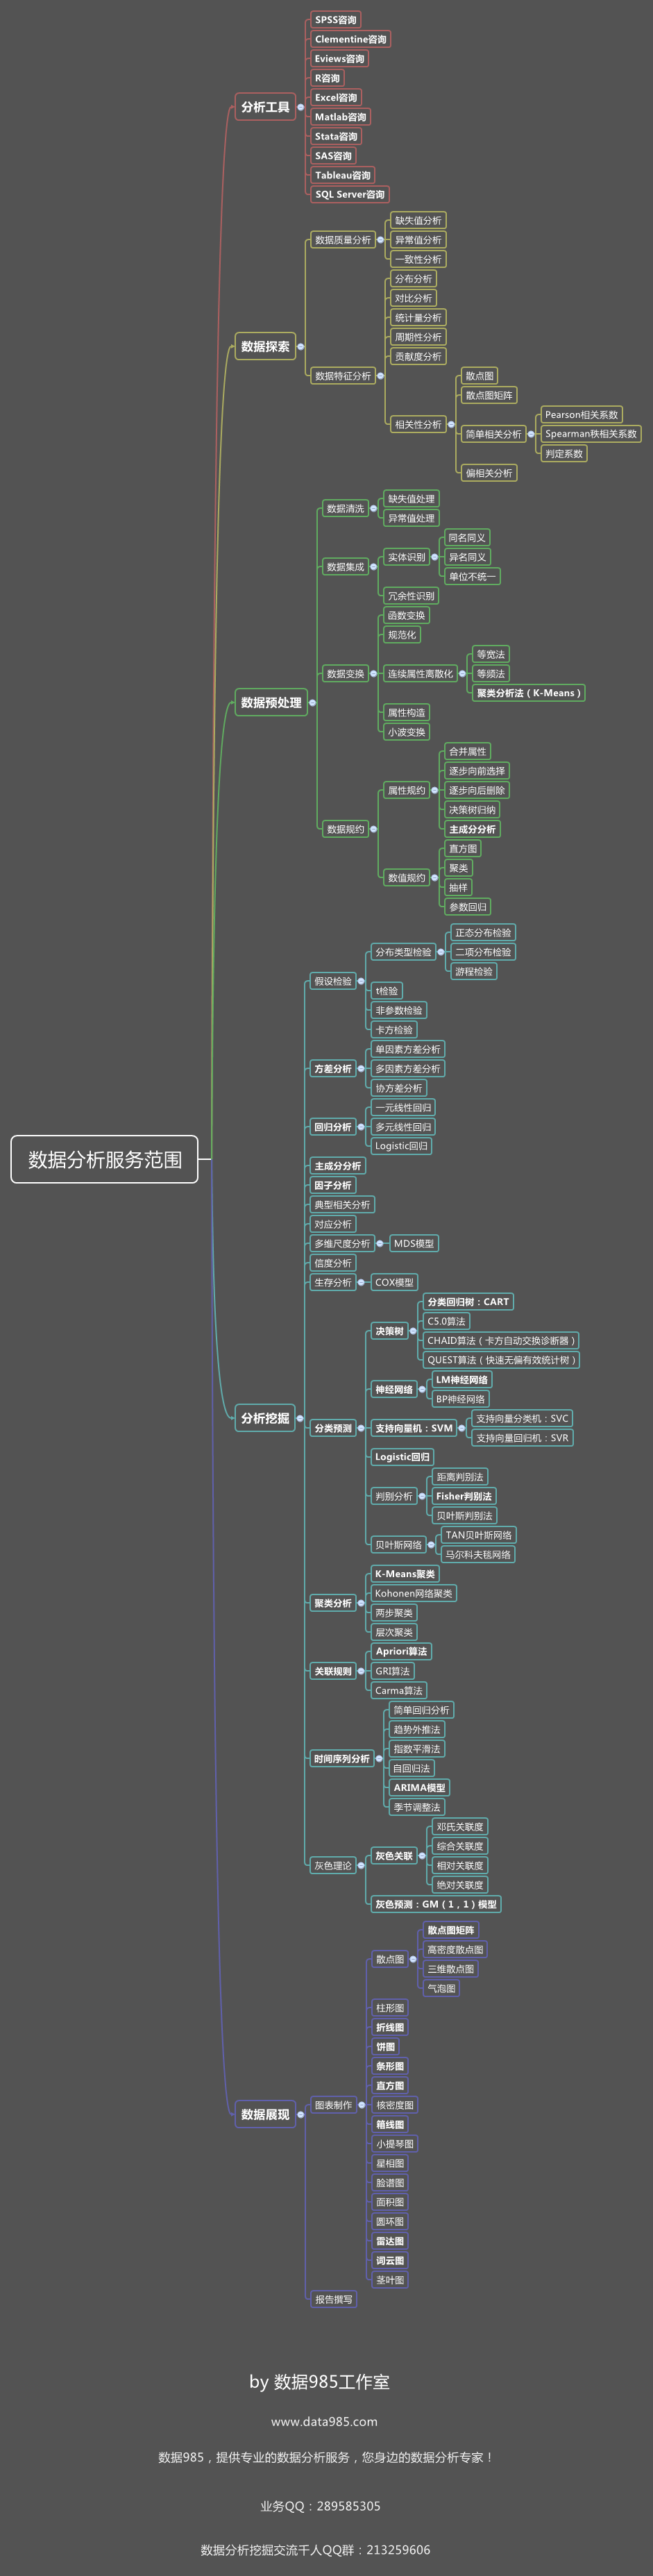 数据分析服务范围
分析工具
SPSS咨询
Clementine咨询
Eviews咨询
R咨询
Excel咨询
Matlab咨询
Stata咨询
SAS咨询
Tableau咨询
SQL Server咨询
数据探索
数据质量分析
缺失值分析
异常值分析
一致性分析
数据特征分析
分布分析
对比分析
统计量分析
周期性分析
贡献度分析
相关性分析
散点图
散点图矩阵
简单相关分析
Pearson相关系数
Spearman秩相关系数
判定系数
偏相关分析
数据预处理
数据清洗
缺失值处理
异常值处理
数据集成
实体识别
同名同义
异名同义
单位不统一
冗余性识别
数据变换
函数变换
规范化
连续属性离散化
等宽法
等频法
聚类分析法（K-Means）
属性构造
小波变换
数据规约
属性规约
合并属性
逐步向前选择
逐步向后删除
决策树归纳
主成分分析
数值规约
直方图
聚类
抽样
参数回归
分析挖掘
假设检验
分布类型检验
正态分布检验
二项分布检验
游程检验
t检验
非参数检验
卡方检验
方差分析
单因素方差分析
多因素方差分析
协方差分析
回归分析
一元线性回归
多元线性回归
Logistic回归
主成分分析
因子分析
典型相关分析
对应分析
多维尺度分析
MDS模型
信度分析
生存分析
COX模型
分类预测
决策树
分类回归树：CART
C5.0算法
CHAID算法（卡方自动交换诊断器）
QUEST算法（快速无偏有效统计树）
神经网络
LM神经网络
BP神经网络
支持向量机：SVM
支持向量分类机：SVC
支持向量回归机：SVR
Logistic回归
判别分析
距离判别法
Fisher判别法
贝叶斯判别法
贝叶斯网络
TAN贝叶斯网络
马尔科夫毯网络
聚类分析
K-Means聚类
Kohonen网络聚类
两步聚类
层次聚类
关联规则
Apriori算法
GRI算法
Carma算法
时间序列分析
简单回归分析
趋势外推法
指数平滑法
自回归法
ARIMA模型
季节调整法
灰色理论
灰色关联
邓氏关联度
综合关联度
相对关联度
绝对关联度
灰色预测：GM（1，1）模型
数据展现
图表制作
散点图
散点图矩阵
高密度散点图
三维散点图
气泡图
柱形图
折线图
饼图
条形图
直方图
核密度图
箱线图
小提琴图
星相图
脸谱图
面积图
圆环图
雷达图
词云图
茎叶图
报告撰写
by 数据985工作室
www.data985.com
数据985，提供专业的数据分析服务，您身边的数据分析专家！
业务QQ：289585305
数据分析挖掘交流千人QQ群：213259606